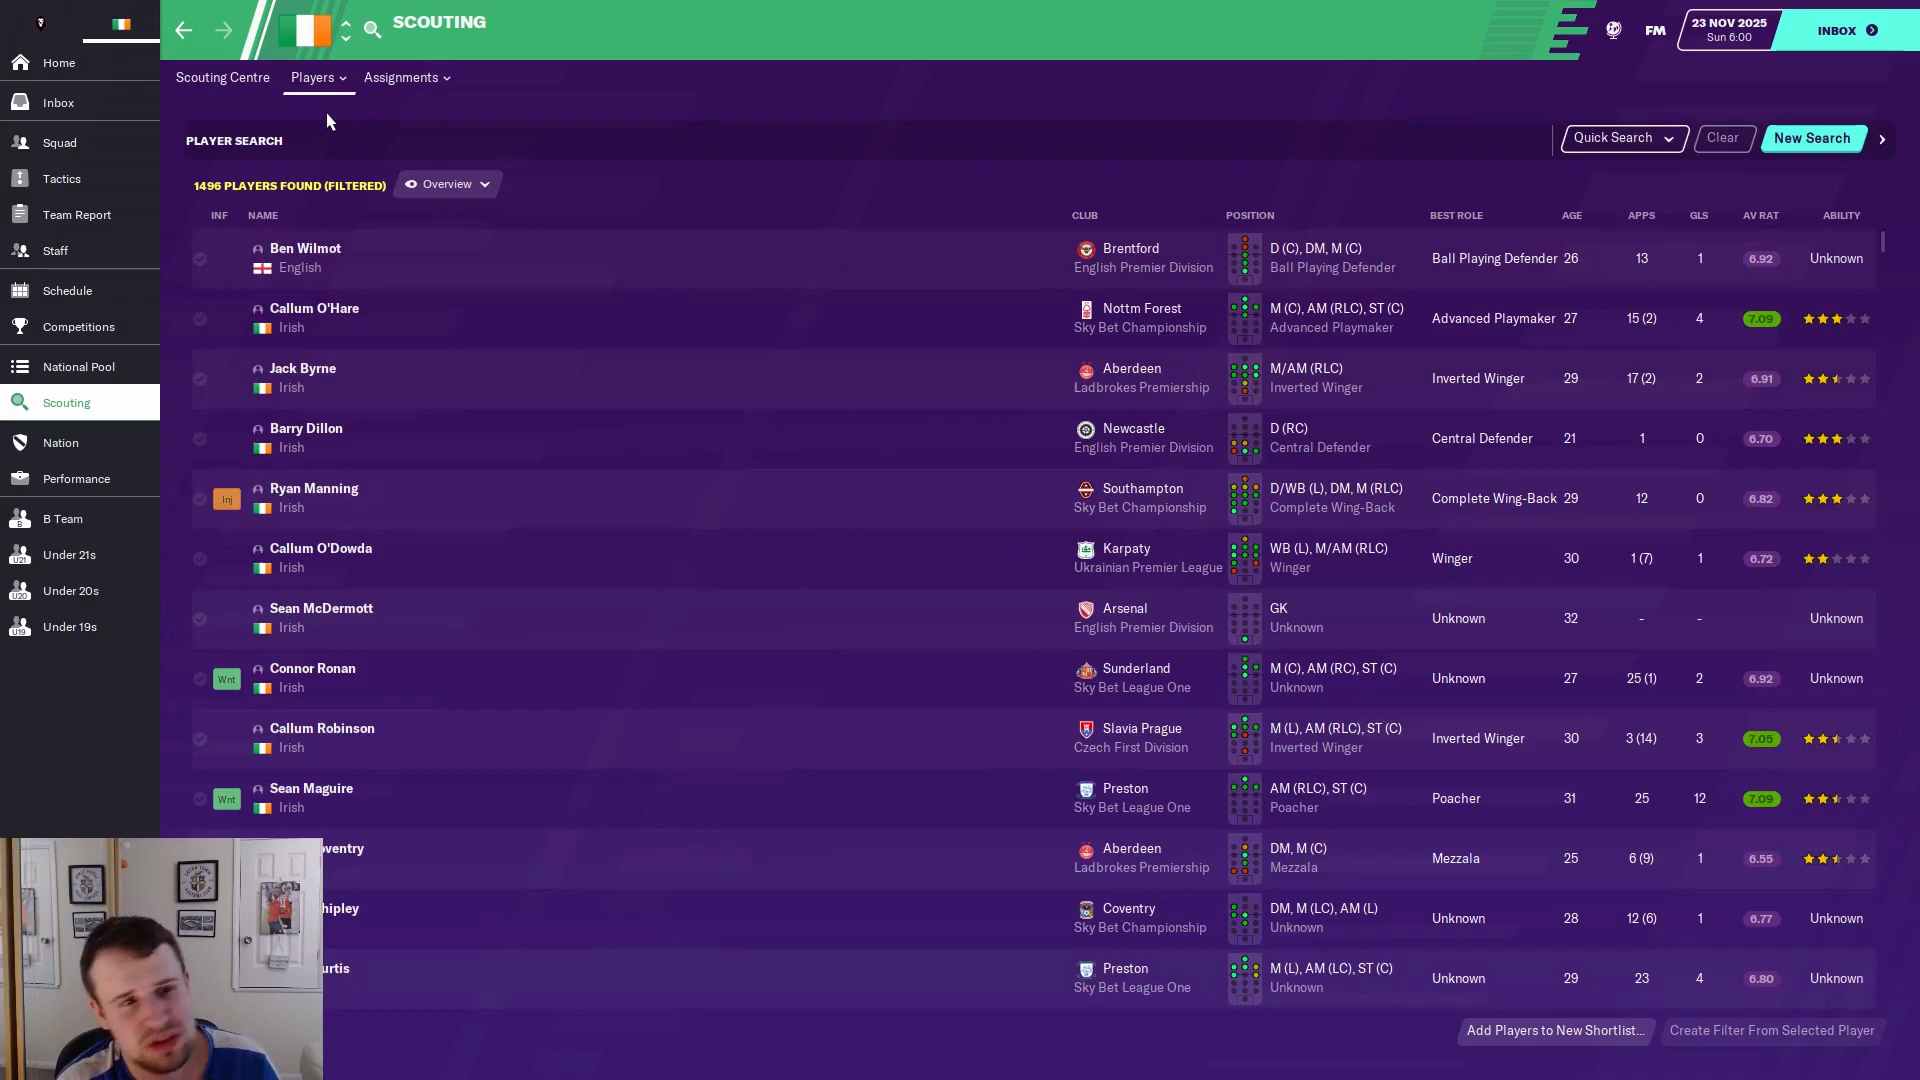 SCOUTING
FM
23 NOV 2025
Sun 6:00
INBOX
Home
Inbox
Squad
Tactics
Team Report
Staff
Schedule
Competitions
National Pool
Scouting
Nation
Performance
B Team
Under 21s
Under 20s
Under 19s
Scouting Centre Players Assignments
PLAYER SEARCH
Quick Search Clear New Search
1496 PLAYERS FOUND (FILTERED) Overview
INF NAME CLUB POSITION BEST ROLE AGE APPS GLS AV RAT ABILITY
Ben Wilmot Brentford D (C), DM, M (C)
English English Premier Division Ball Playing Defender
Ball Playing Defender 26 13 1 6.92 Unknown
Callum O'Hare Nottm Forest M (C), AM (RLC), ST (C)
Irish Sky Bet Championship Advanced Playmaker
Advanced Playmaker 27 15 (2) 4 7.09
Jack Byrne Aberdeen M/AM (RLC)
Irish Ladbrokes Premiership Inverted Winger
Inverted Winger 29 17 (2) 2 6.91
Barry Dillon Newcastle D (RC)
Irish English Premier Division Central Defender
Central Defender 21 1 0 6.70
Inj
Ryan Manning Southampton D/WB (L), DM, M (RLC)
Irish Sky Bet Championship Complete Wing-Back
Complete Wing-Back 29 12 0 6.82
Callum O'Dowda Karpaty WB (L), M/AM (RLC)
Irish Ukrainian Premier League Winger
Winger 30 1 (7) 1 6.72
Sean McDermott Arsenal GK
Irish English Premier Division Unknown
Unknown 32 - - Unknown
Wnt
Connor Ronan Sunderland M (C), AM (RC), ST (C)
Irish Sky Bet League One Unknown
Unknown 27 25 (1) 2 6.92 Unknown
Callum Robinson Slavia Prague M (L), AM (RLC), ST (C)
Irish Czech First Division Inverted Winger
Inverted Winger 30 3 (14) 3 7.05
Wnt
Sean Maguire Preston AM (RLC), ST (C)
Irish Sky Bet League One Poacher
Poacher 31 25 12 7.09
oventry Aberdeen DM, M (C)
Ladbrokes Premiership Mezzala
Mezzala 25 6 (9) 1 6.55
hipley Coventry DM, M (LC), AM (L)
Sky Bet Championship Unknown
Unknown 28 12 (6) 1 6.77 Unknown
urtis Preston M (L), AM (LC), ST (C)
Sky Bet League One Unknown
Unknown 29 23 4 6.80 Unknown
Add Players to New Shortlist... Create Filter From Selected Player